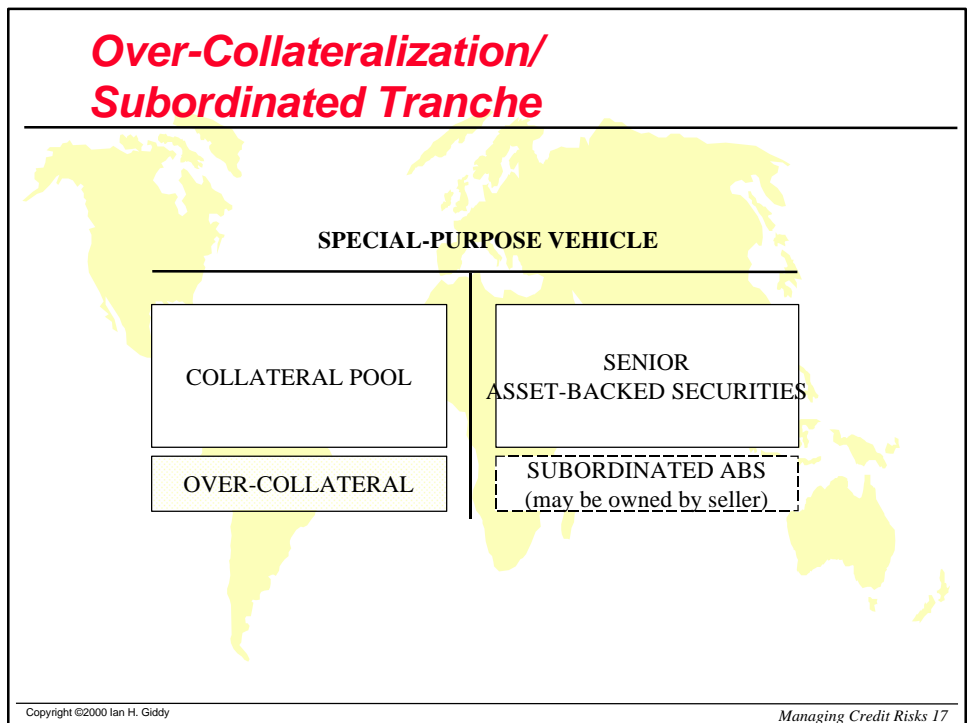 Over-Collateralization/
Subordinated Tranche
SPECIAL-PURPOSE VEHICLE
COLLATERAL POOL
SENIOR
ASSET-BACKED SECURITIES
OVER-COLLATERAL
SUBORDINATED ABS
(may be owned by seller)
Copyright ©2000 Ian H. Giddy
Managing Credit Risks 17